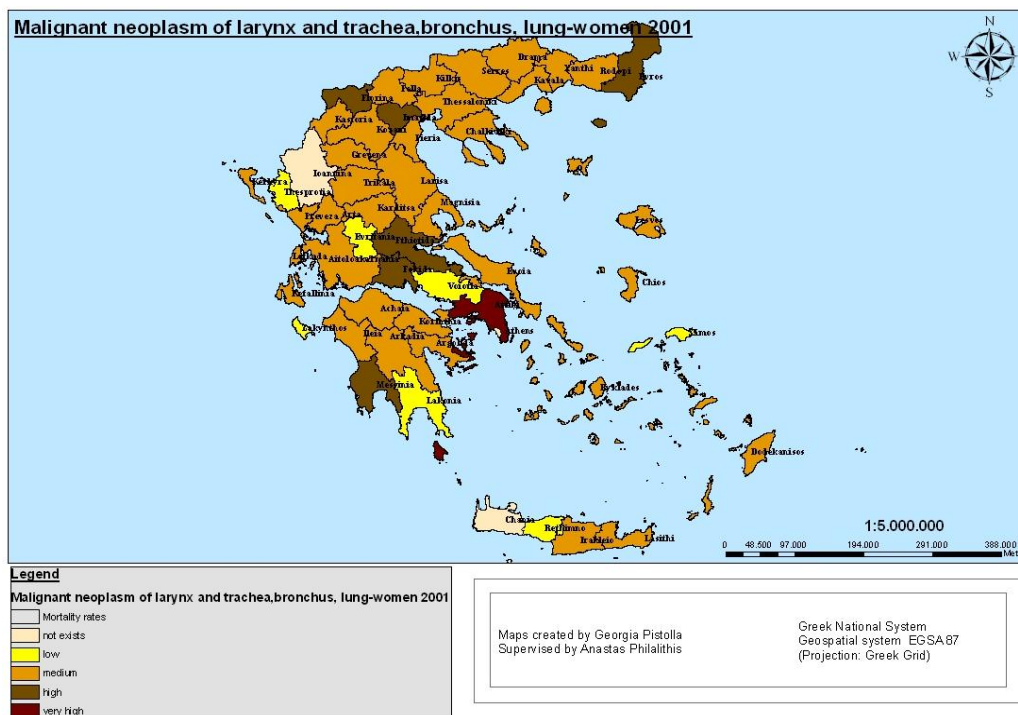 Malignant neoplasm of larynx and trachea,bronchus, lung-women 2001
N
W
E
S
Drama
Xanthi
Rodopi
Evros
Serres
Kavala
Kilkis
Pella
Florina
Thessaloniki
Kastoria
Kozani
Pieria
Chalkidiki
Grevena
Ioannina
Kerkyra
Thesprotia
Trikala
Larisa
Karditsa
Magnisia
Preveza
Arta
Lesvos
Evritania
Fthiotida
Lefkada
Fokida
Evoia
Chios
Voiotia
Kefallinia
Achaia
Attiki
Korinthia
Zakynthos
Ileia
Athens
Arkadia
Argolida
Samos
Messinia
Kyklades
Lakonia
Dodekanisos
Chania
Rethimno
Irakleio
Lasithi
1:5.000.000
0 48.500 97.000 194.000 291.000 388.000
Met
Legend
Malignant neoplasm of larynx and trachea,bronchus, lung-women 2001
Mortality rates
not exists
low
medium
high
very high
Maps created by Georgia Pistolla
Supervised by Anastas Philalithis
Greek National System
Geospatial system EGSA87
(Projection: Greek Grid)